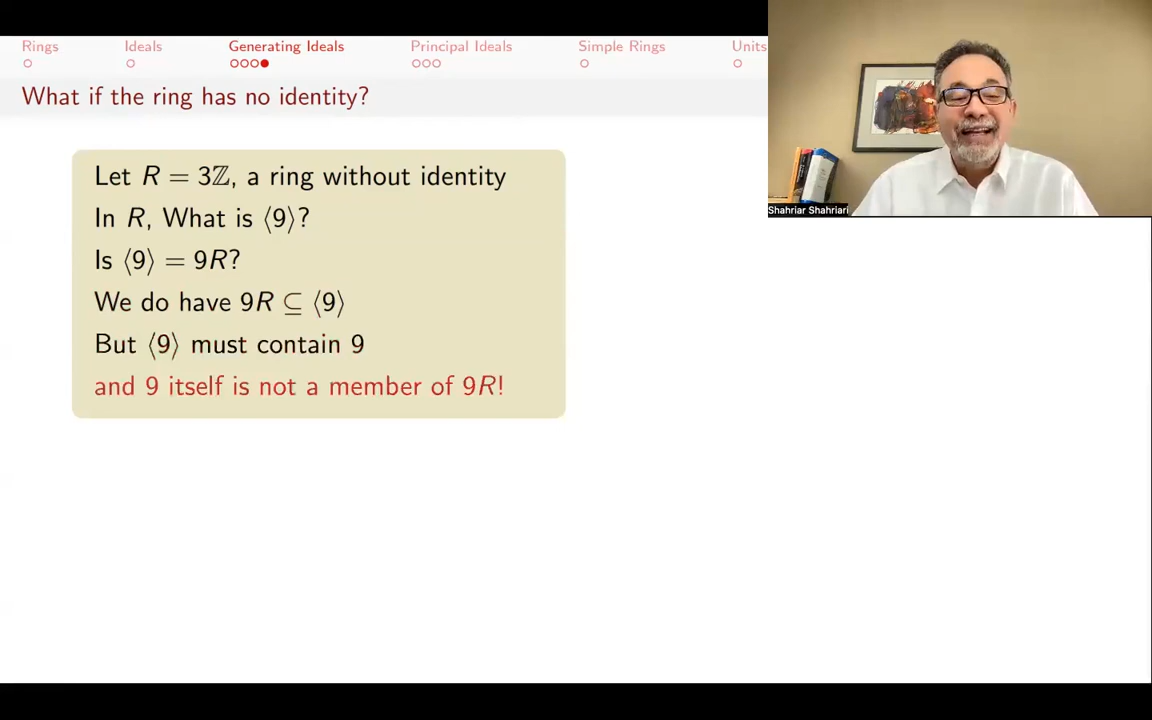 Rings Ideals Generating Ideals Principal Ideals Simple Rings Units
What if the ring has no identity?
Let R = 3ℤ, a ring without identity
In R, What is ⟨9⟩?
Is ⟨9⟩ = 9R?
We do have 9R ⊆ ⟨9⟩
But ⟨9⟩ must contain 9
and 9 itself is not a member of 9R!
Shahriar Shahriari